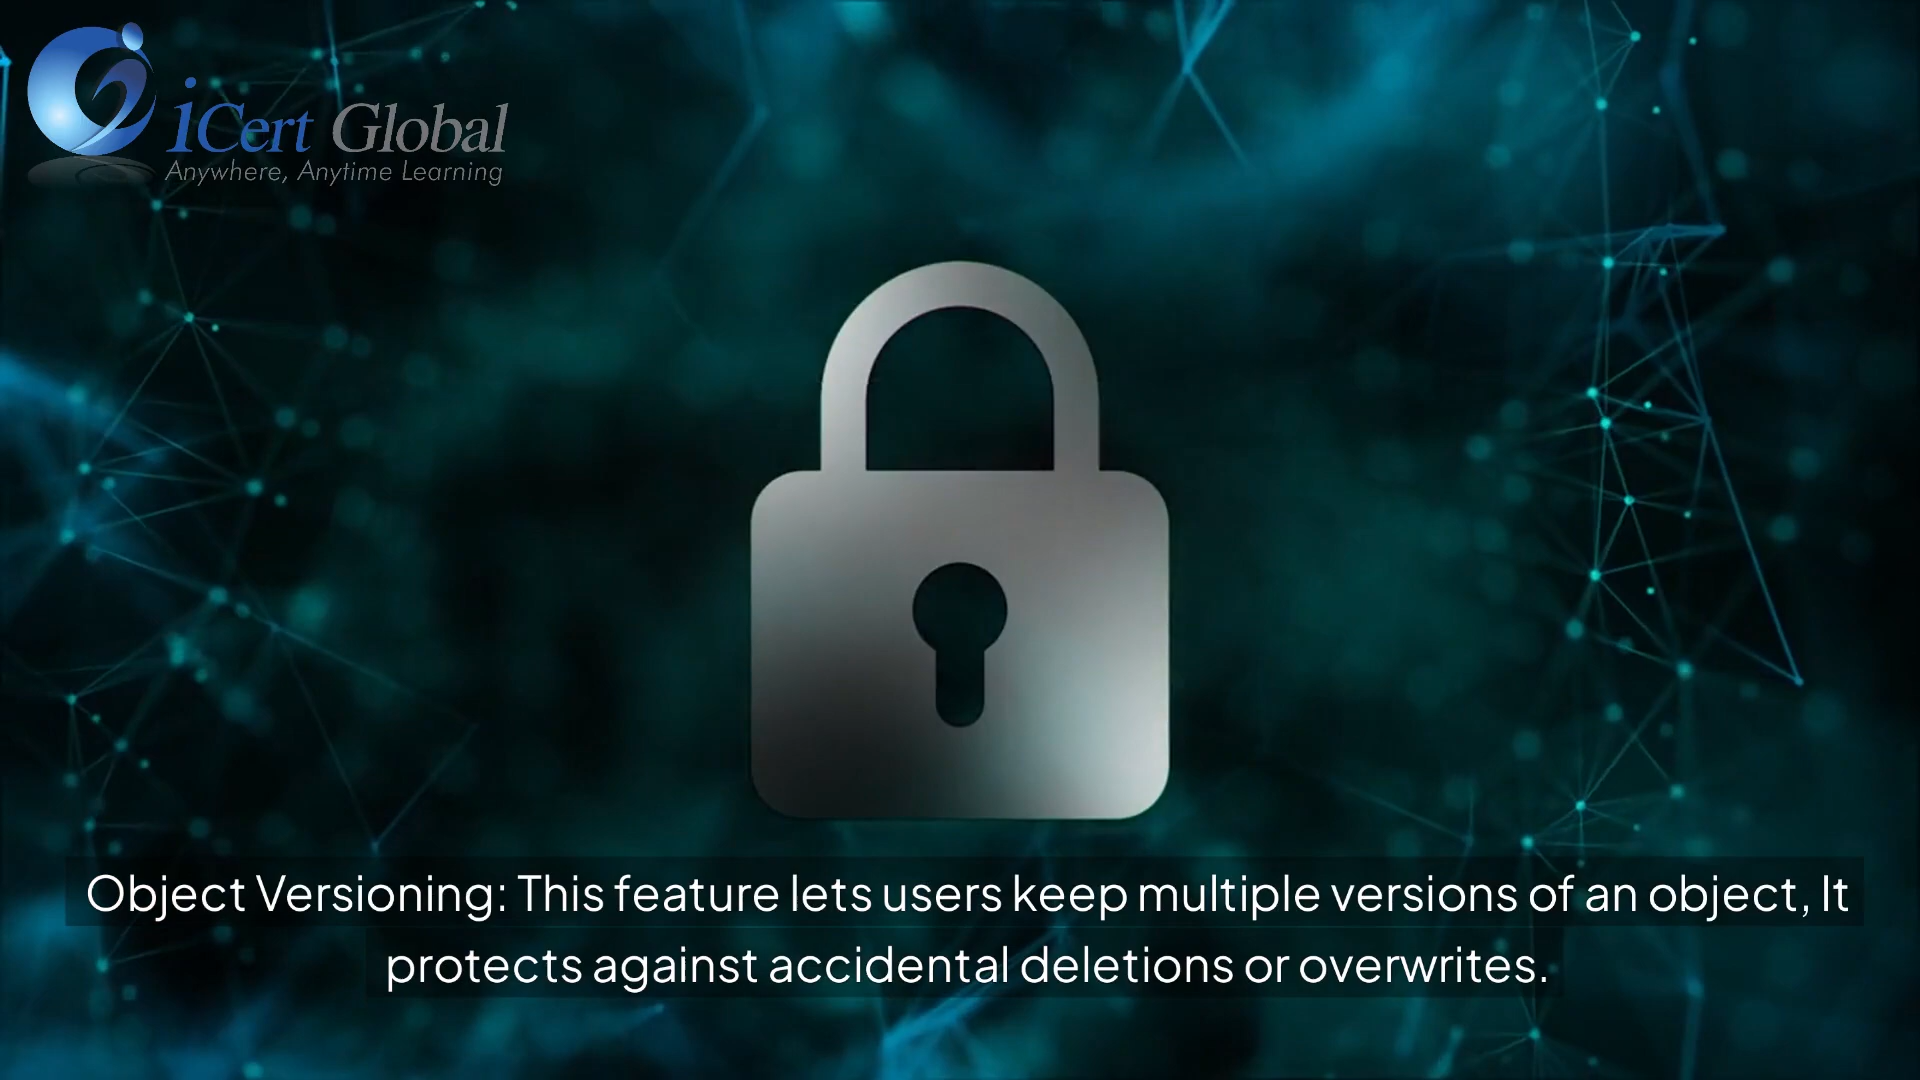 iCert Global
Anywhere, Anytime Learning
Object Versioning: This feature lets users keep multiple versions of an object, It
protects against accidental deletions or overwrites.